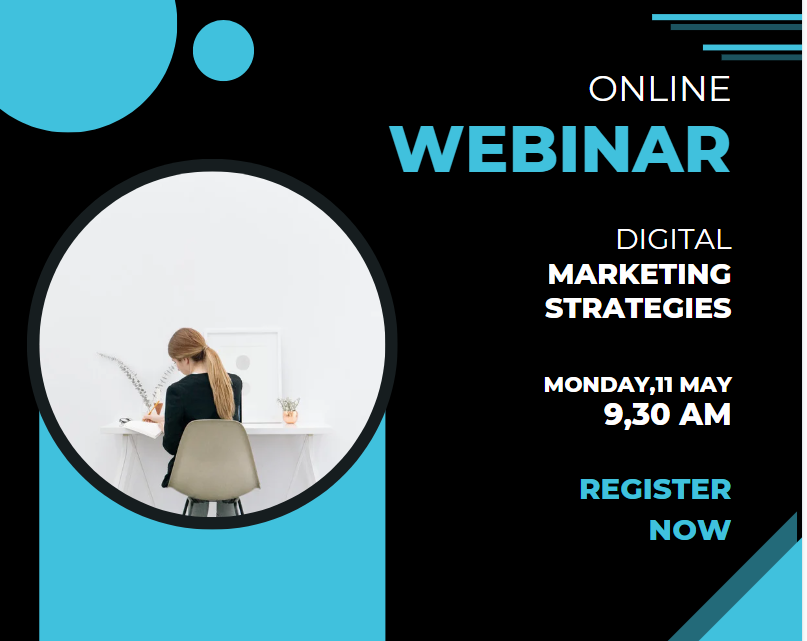 ONLINE
WEBINAR
DIGITAL
MARKETING
STRATEGIES
MONDAY,11 MAY
9,30 AM
REGISTER
NOW